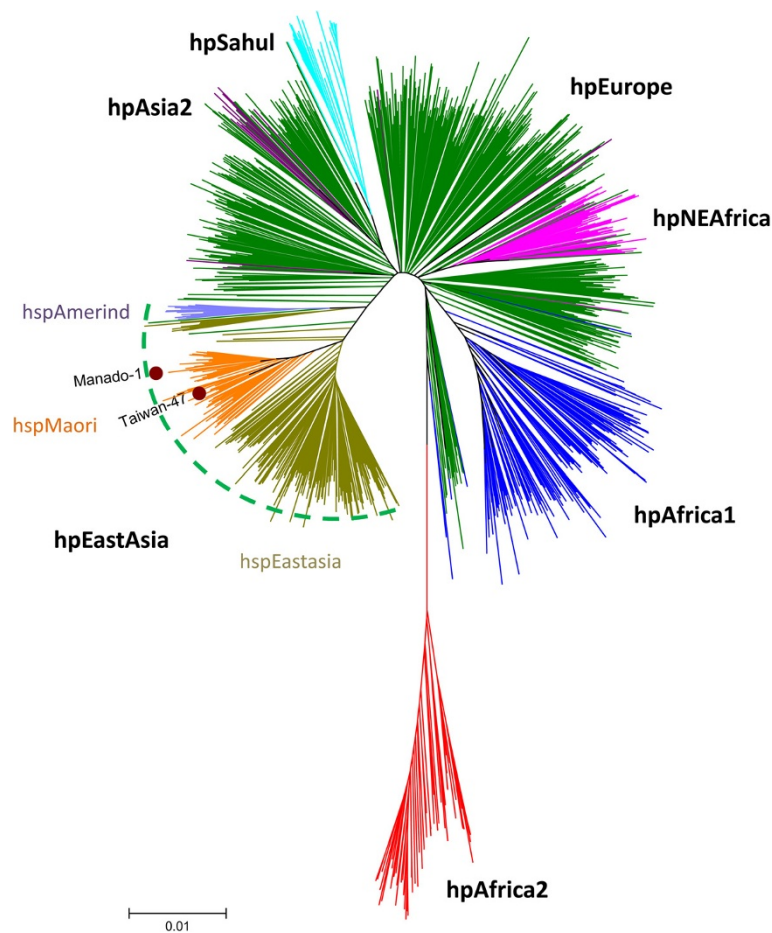 hpSahul
hpEurope
hpAsia2
hpNEAfrica
hspAmerind
Manado-1
Taiwan-47
hspMaori
hpAfrica1
hpEastAsia
hspEastasia
hpAfrica2
0.01